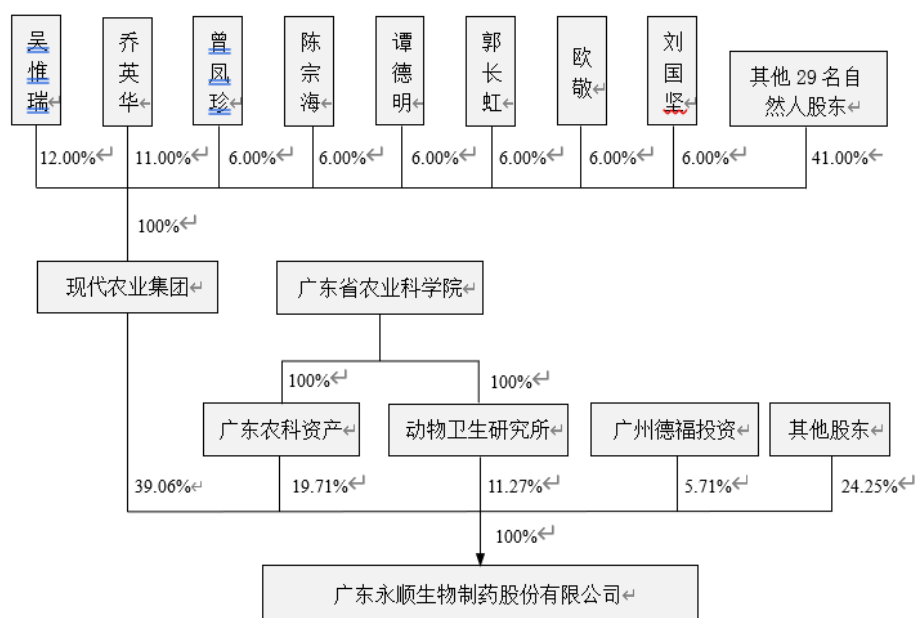 吴惟瑞
乔英华
曾凤珍
陈宗海
谭德明
郭长虹
欧敬
刘国坚
其他 29 名自
然人股东
12.00%
11.00%
6.00%
6.00%
6.00%
6.00%
6.00%
6.00%
41.00%
100%
现代农业集团
广东省农业科学院
100%
100%
广东农科资产
动物卫生研究所
广州德福投资
其他股东
39.06%
19.71%
11.27%
5.71%
24.25%
100%
广东永顺生物制药股份有限公司